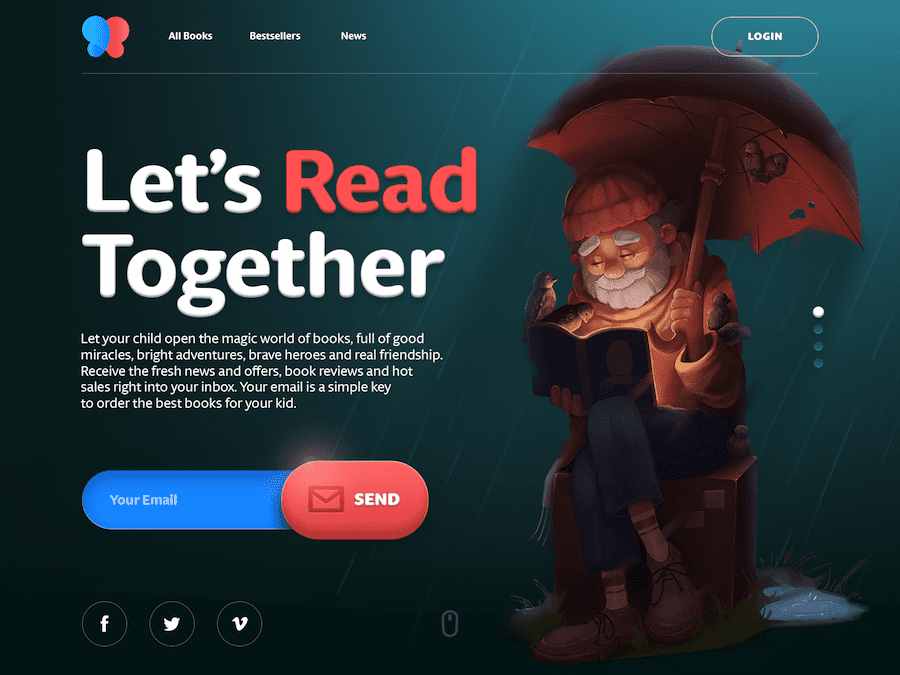 All Books
Bestsellers
News
LOGIN
Let’s Read
Together
Let your child open the magic world of books, full of good
miracles, bright adventures, brave heroes and real friendship.
Receive the fresh news and offers, book reviews and hot
sales right into your inbox. Your email is a simple key
to order the best books for your kid.
Your Email
SEND